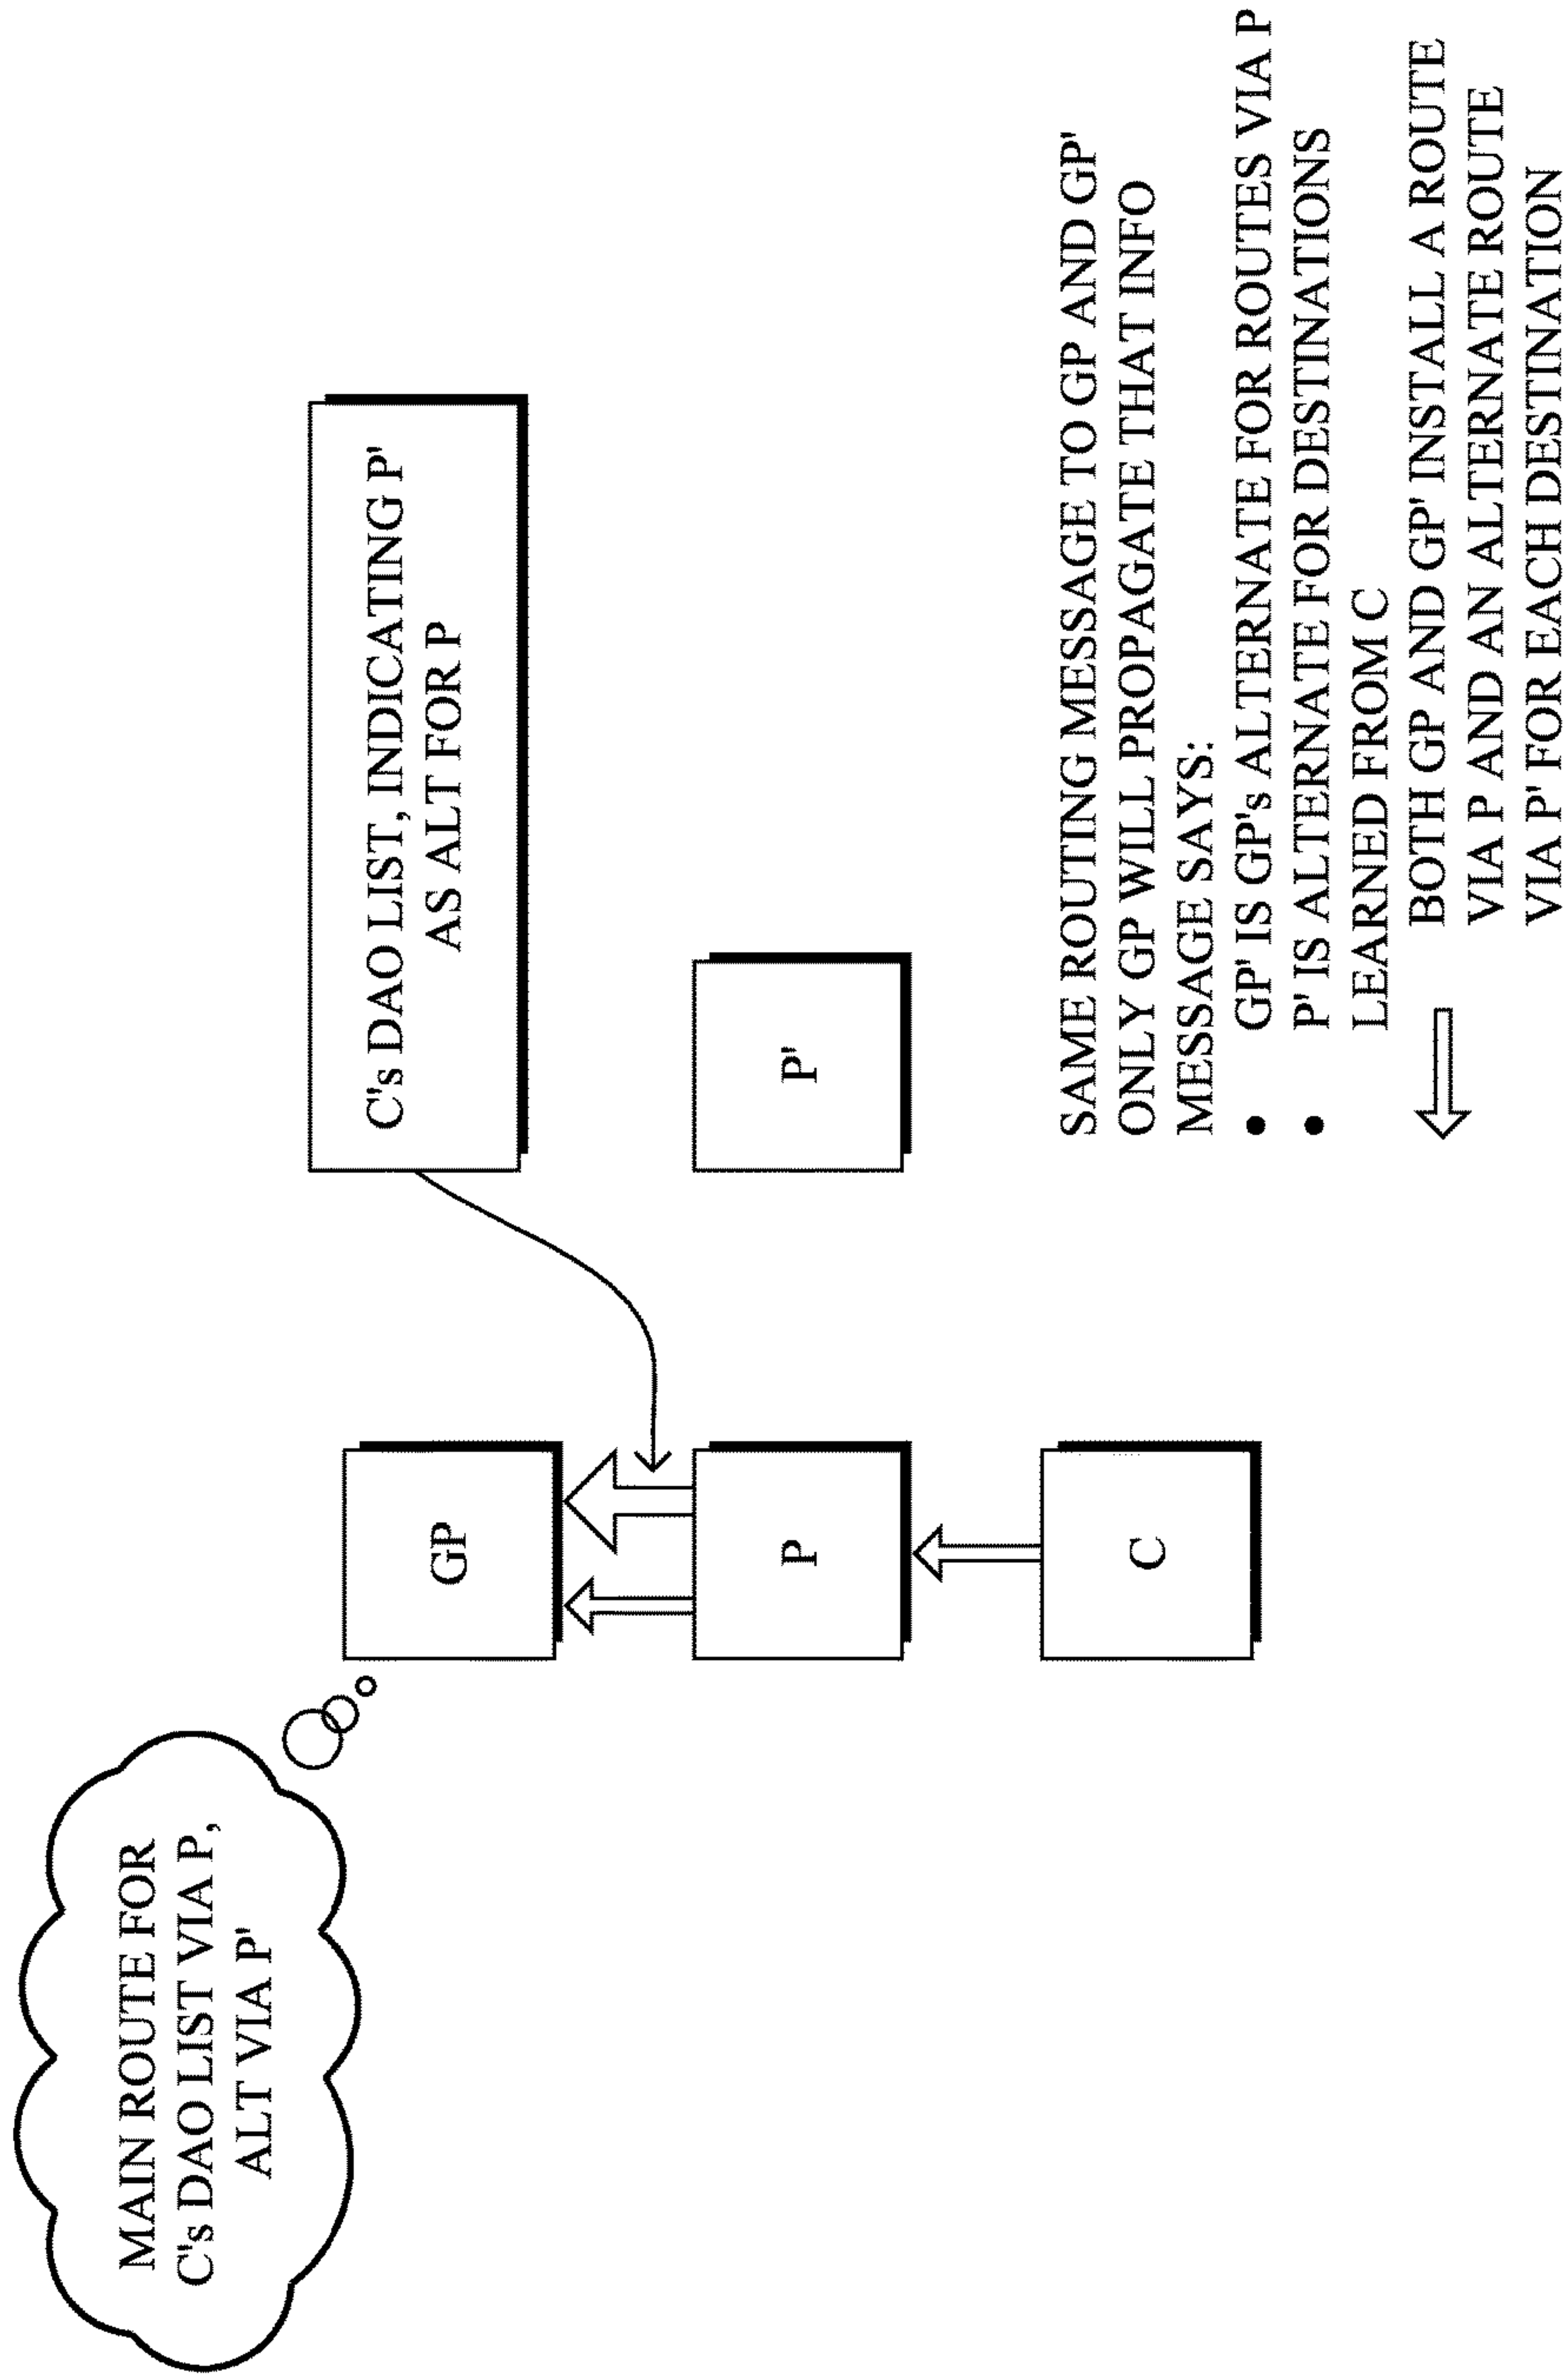 MAIN ROUTE FOR
C's DAO LIST VIA P,
ALT VIA P'
C's DAO LIST, INDICATING P'
AS ALT FOR P
GP
P
P'
C
SAME ROUTING MESSAGE TO GP AND GP'
ONLY GP WILL PROPAGATE THAT INFO
MESSAGE SAYS:
• GP' IS GP's ALTERNATE FOR ROUTES VIA P
• P' IS ALTERNATE FOR DESTINATIONS
LEARNED FROM C
BOTH GP AND GP' INSTALL A ROUTE
VIA P AND AN ALTERNATE ROUTE
VIA P' FOR EACH DESTINATION